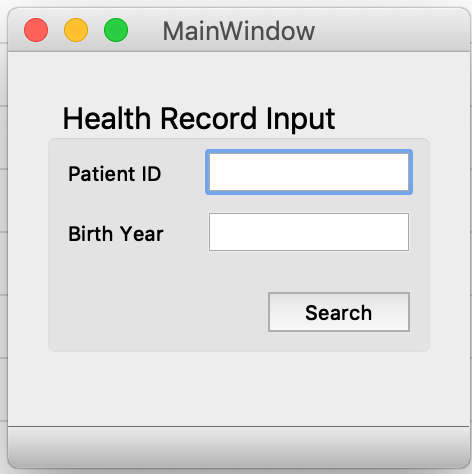 MainWindow
Health Record Input
Patient ID
Birth Year
Search